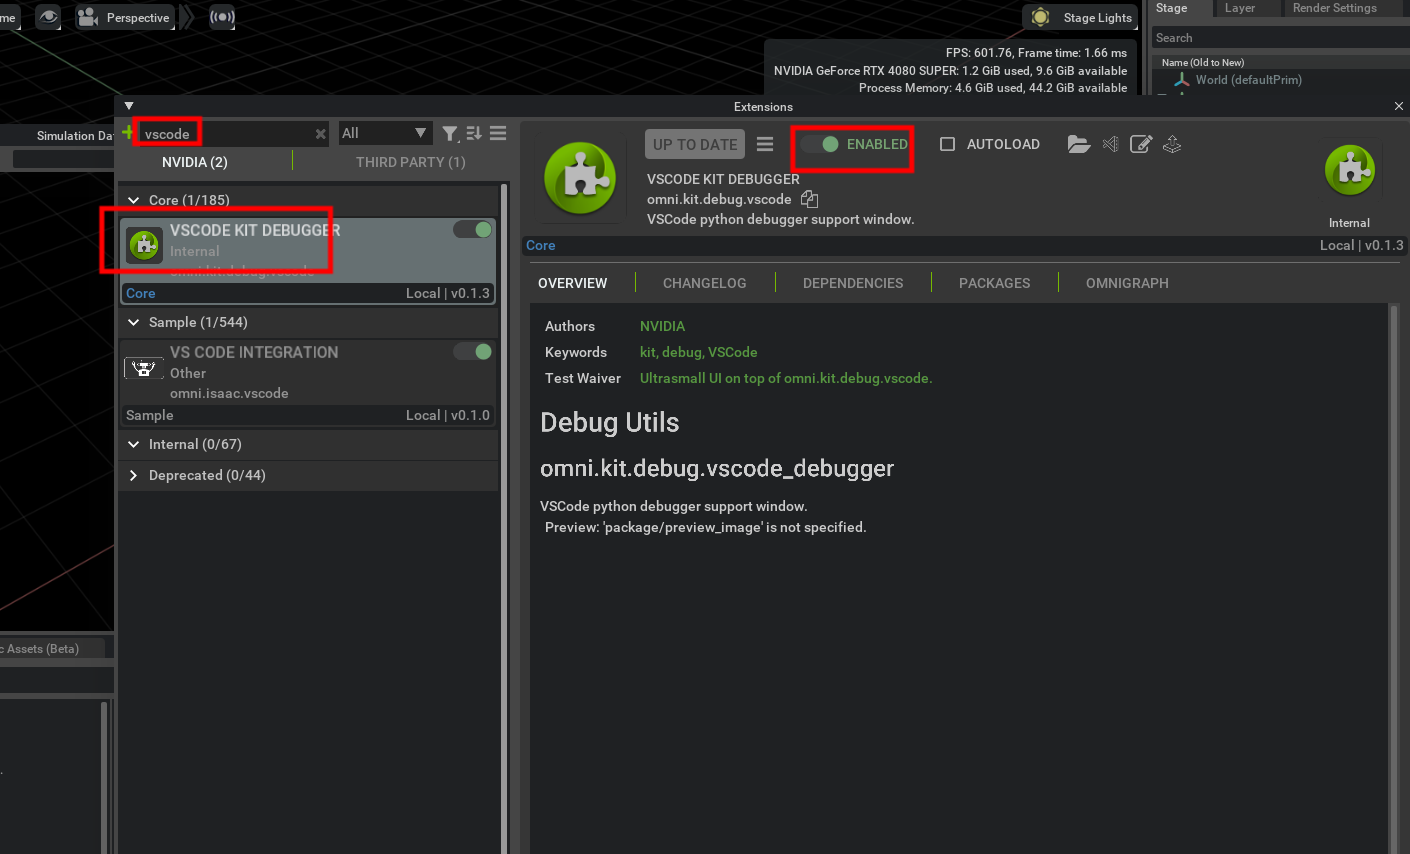 me
Perspective
Stage Lights
Stage
Layer
Render Settings
Search
Name (Old to New)
World (defaultPrim)
FPS: 601.76, Frame time: 1.66 ms
NVIDIA GeForce RTX 4080 SUPER: 1.2 GiB used, 9.6 GiB available
Process Memory: 4.6 GiB used, 44.2 GiB available
Extensions
Simulation Dat
vscode
All
NVIDIA (2)
THIRD PARTY (1)
Core (1/185)
VSCODE KIT DEBUGGER
Internal
omni.kit.debug.vscode
Core
Local | v0.1.3
Sample (1/544)
VS CODE INTEGRATION
Other
omni.isaac.vscode
Sample
Local | v0.1.0
Internal (0/67)
Deprecated (0/44)
c Assets (Beta)
UP TO DATE
ENABLED
AUTOLOAD
VSCODE KIT DEBUGGER
omni.kit.debug.vscode
VSCode python debugger support window.
Internal
Core
Local | v0.1.3
OVERVIEW
CHANGELOG
DEPENDENCIES
PACKAGES
OMNIGRAPH
Authors NVIDIA
Keywords kit, debug, VSCode
Test Waiver Ultrasmall UI on top of omni.kit.debug.vscode.
Debug Utils
omni.kit.debug.vscode_debugger
VSCode python debugger support window.
Preview: 'package/preview_image' is not specified.